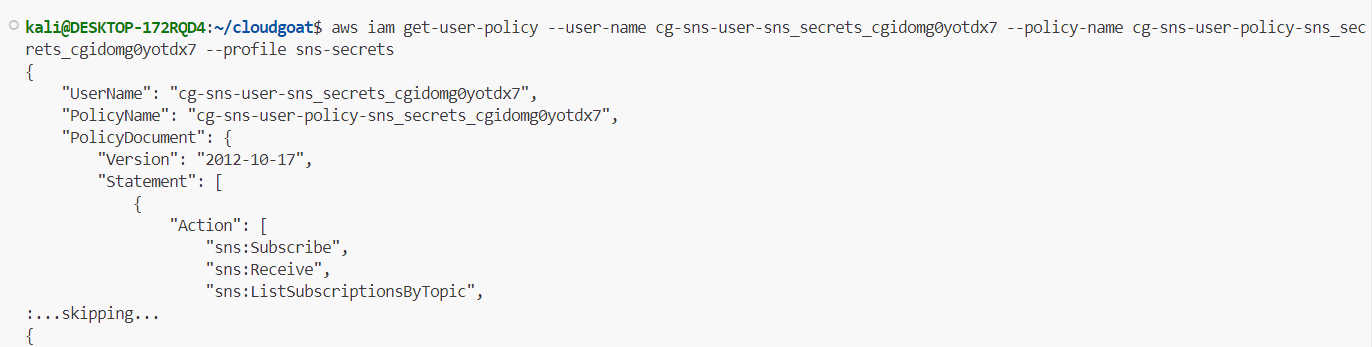 kali@DESKTOP-172RQD4:~/cloudgoat$ aws iam get-user-policy --user-name cg-sns-user-sns_secrets_cgidomg0yotdx7 --policy-name cg-sns-user-policy-sns_sec
rets_cgidomg0yotdx7 --profile sns-secrets
{
    "UserName": "cg-sns-user-sns_secrets_cgidomg0yotdx7",
    "PolicyName": "cg-sns-user-policy-sns_secrets_cgidomg0yotdx7",
    "PolicyDocument": {
        "Version": "2012-10-17",
        "Statement": [
            {
                "Action": [
                    "sns:Subscribe",
                    "sns:Receive",
                    "sns:ListSubscriptionsByTopic",
:...skipping...
{